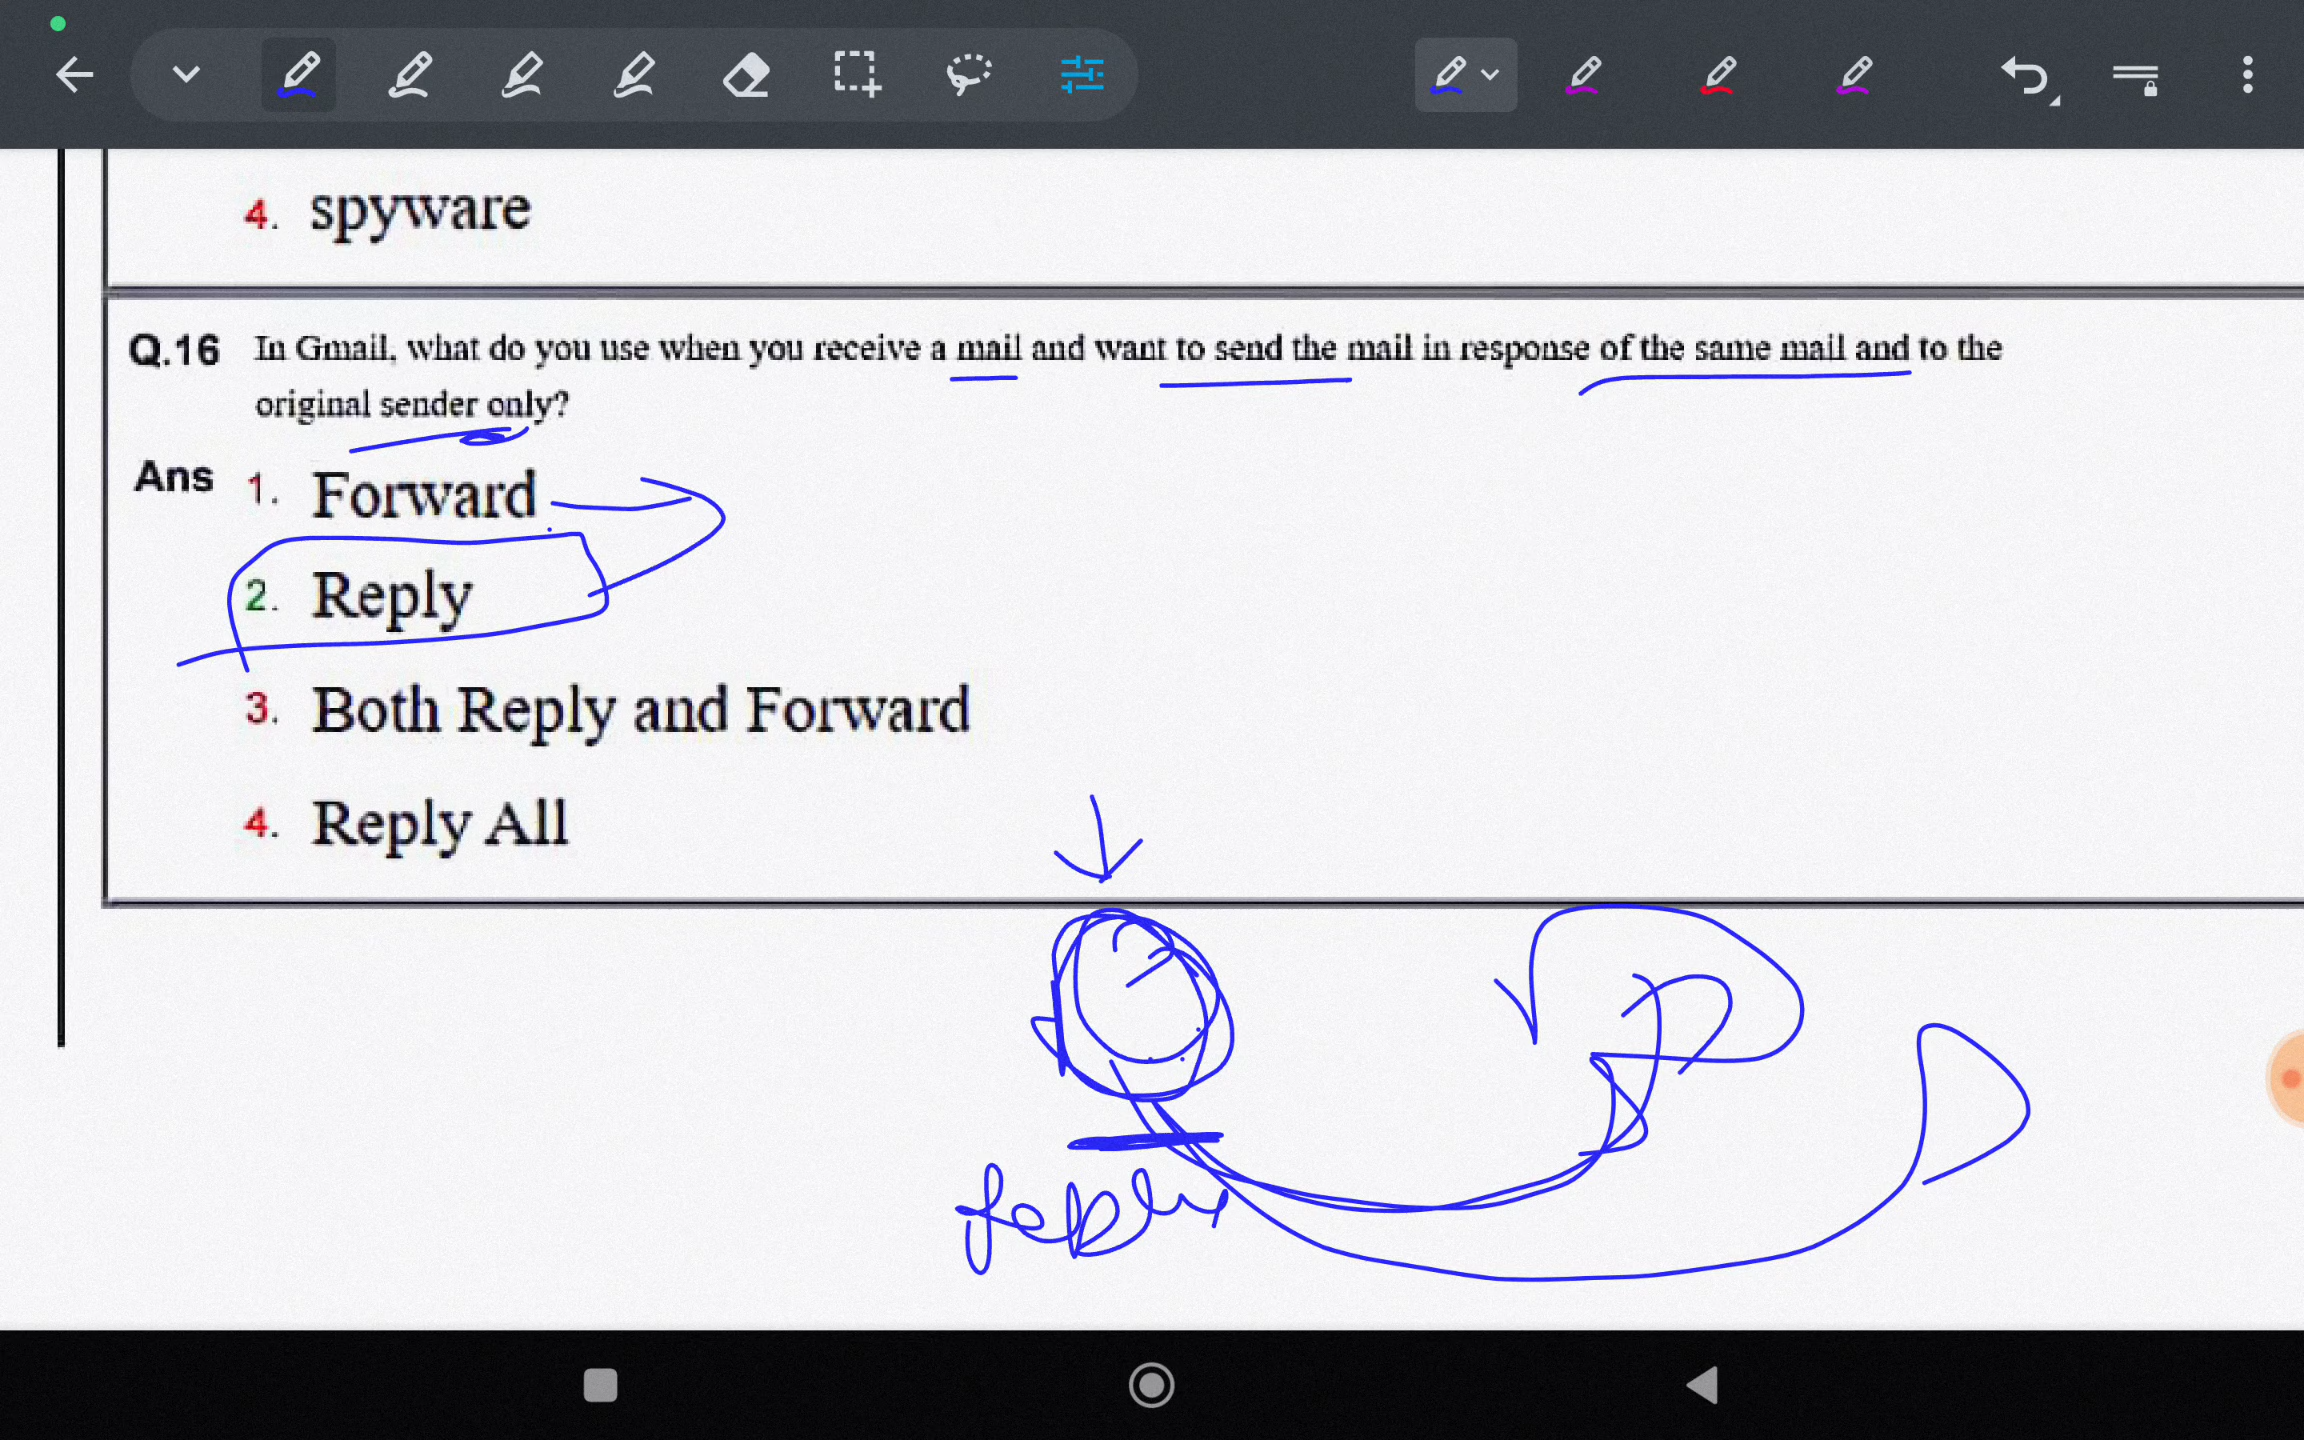 4. spyware
Q.16 In Gmail, what do you use when you receive a mail and want to send the mail in response of the same mail and to the
original sender only?
Ans 1. Forward
2. Reply
3. Both Reply and Forward
4. Reply All
Reply